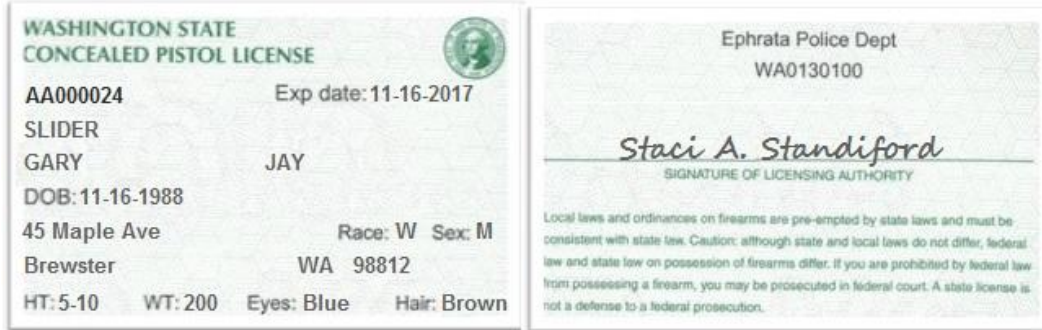 WASHINGTON STATE
CONCEALED PISTOL LICENSE
AA000024 Exp date: 11-16-2017
SLIDER
GARY JAY
DOB: 11-16-1988
45 Maple Ave Race: W Sex: M
Brewster WA 98812
HT: 5-10 WT: 200 Eyes: Blue Hair: Brown
Ephrata Police Dept
WA0130100
Staci A. Standiford
SIGNATURE OF LICENSING AUTHORITY
Local laws and ordinances on firearms are pre-empted by state laws and must be
consistent with state law. Caution: although state and local laws do not differ, federal
law and state law on possession of firearms differ. If you are prohibited by federal law
from possessing a firearm, you may be prosecuted in federal court. A state license is
not a defense to a federal prosecution.